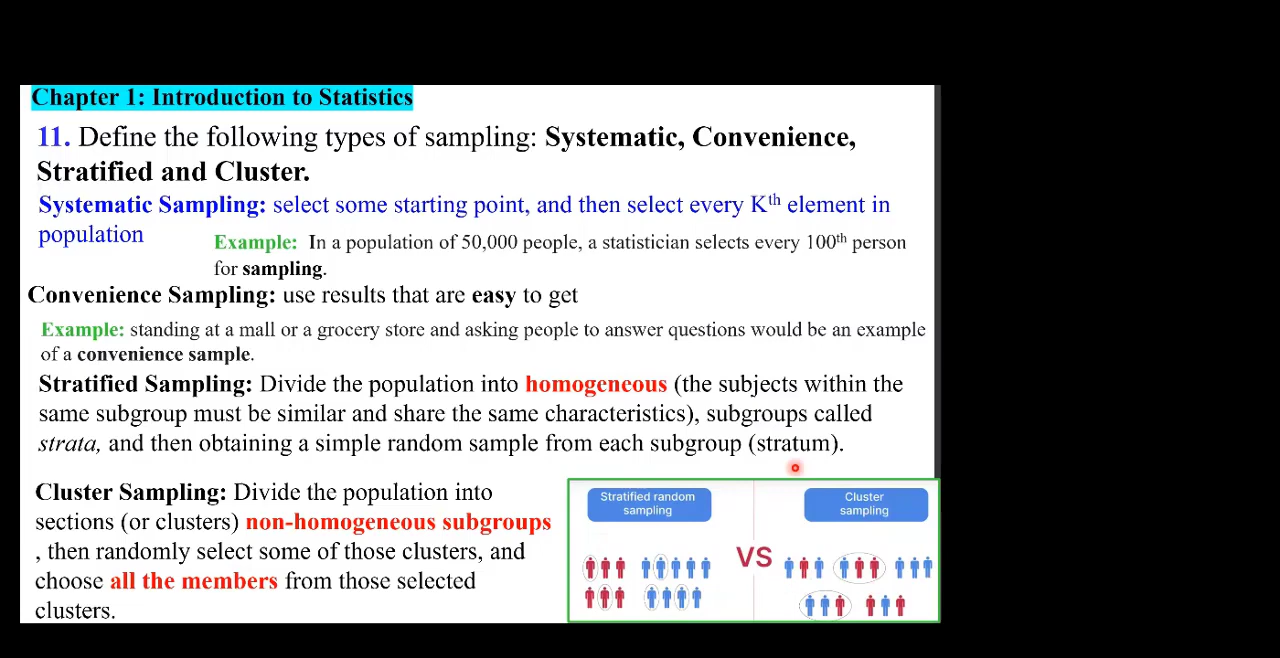 Chapter 1: Introduction to Statistics
11. Define the following types of sampling: Systematic, Convenience,
Stratified and Cluster.
Systematic Sampling: select some starting point, and then select every Kth element in
population
Example: In a population of 50,000 people, a statistician selects every 100th person
for sampling.
Convenience Sampling: use results that are easy to get
Example: standing at a mall or a grocery store and asking people to answer questions would be an example
of a convenience sample.
Stratified Sampling: Divide the population into homogeneous (the subjects within the
same subgroup must be similar and share the same characteristics), subgroups called
strata, and then obtaining a simple random sample from each subgroup (stratum).
Cluster Sampling: Divide the population into
sections (or clusters) non-homogeneous subgroups
, then randomly select some of those clusters, and
choose all the members from those selected
clusters.
Stratified random
sampling
VS
Cluster
sampling